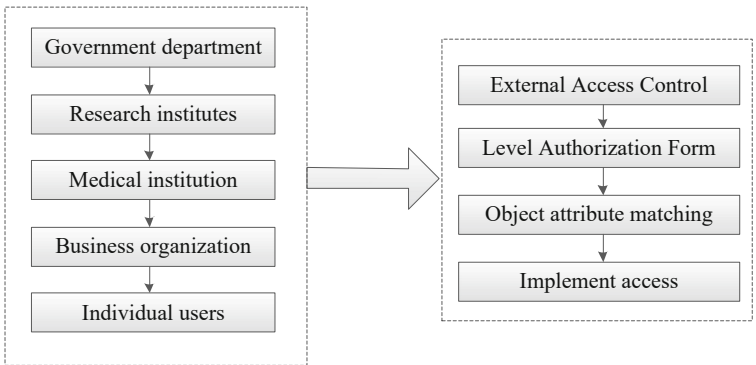 Government department
Research institutes
Medical institution
Business organization
Individual users
External Access Control
Level Authorization Form
Object attribute matching
Implement access